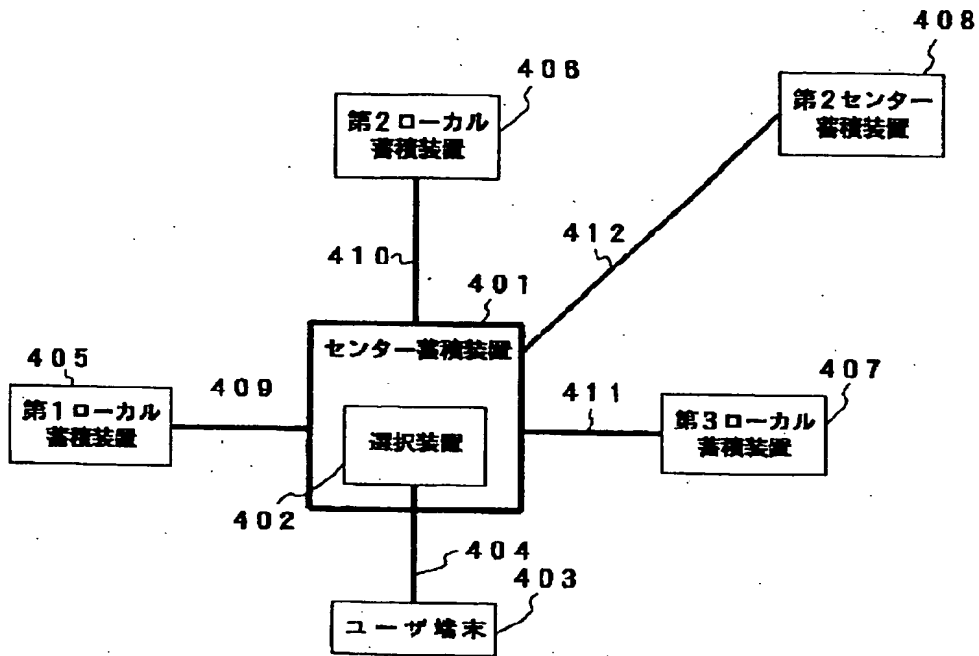 408
406
第2センター
蓄積装置
第2ローカル
蓄積装置
412
410
401
センター蓄積装置
405
409
407
411
第1ローカル
蓄積装置
第3ローカル
蓄積装置
選択装置
402
404
403
ユーザ端末